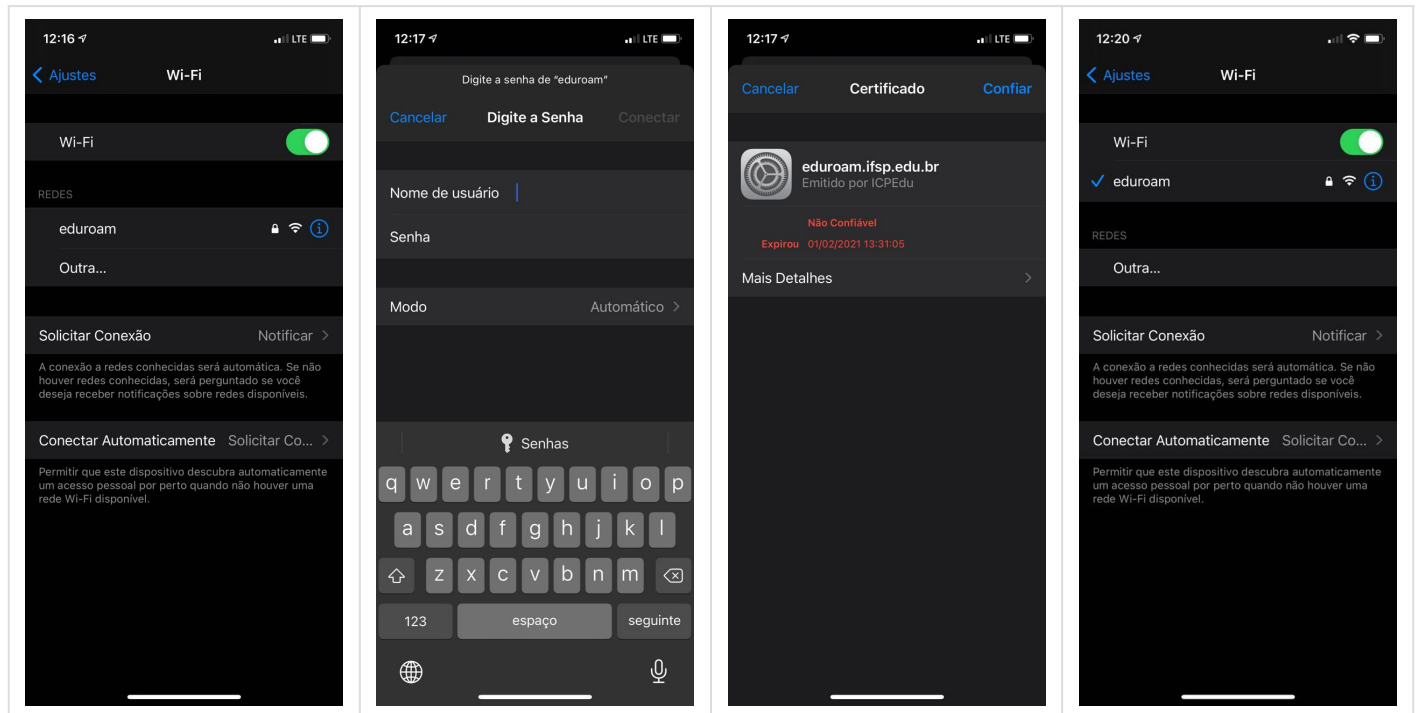 12:16
LTE
Ajustes
Wi-Fi
Wi-Fi
REDES
eduroam
Outra...
Solicitar Conexão
Notificar
A conexão a redes conhecidas será automática. Se não
houver redes conhecidas, será perguntado se você
deseja receber notificações sobre redes disponíveis.
Conectar Automaticamente
Solicitar Co...
Permitir que este dispositivo descubra automaticamente
um acesso pessoal por perto quando não houver uma
rede Wi-Fi disponível.
12:17
LTE
Digite a senha de “eduroam”
Cancelar
Digite a Senha
Conectar
Nome de usuário
Senha
Modo
Automático
Senhas
q w e r t y u i o p
a s d f g h j k l
z x c v b n m
123
espaço
seguinte
12:17
LTE
Cancelar
Certificado
Confiar
eduroam.ifsp.edu.br
Emitido por ICPEdu
Não Confiável
Expirou 01/02/2021 13:31:05
Mais Detalhes
12:20
Ajustes
Wi-Fi
Wi-Fi
eduroam
REDES
Outra...
Solicitar Conexão
Notificar
A conexão a redes conhecidas será automática. Se não
houver redes conhecidas, será perguntado se você
deseja receber notificações sobre redes disponíveis.
Conectar Automaticamente
Solicitar Co...
Permitir que este dispositivo descubra automaticamente
um acesso pessoal por perto quando não houver uma
rede Wi-Fi disponível.